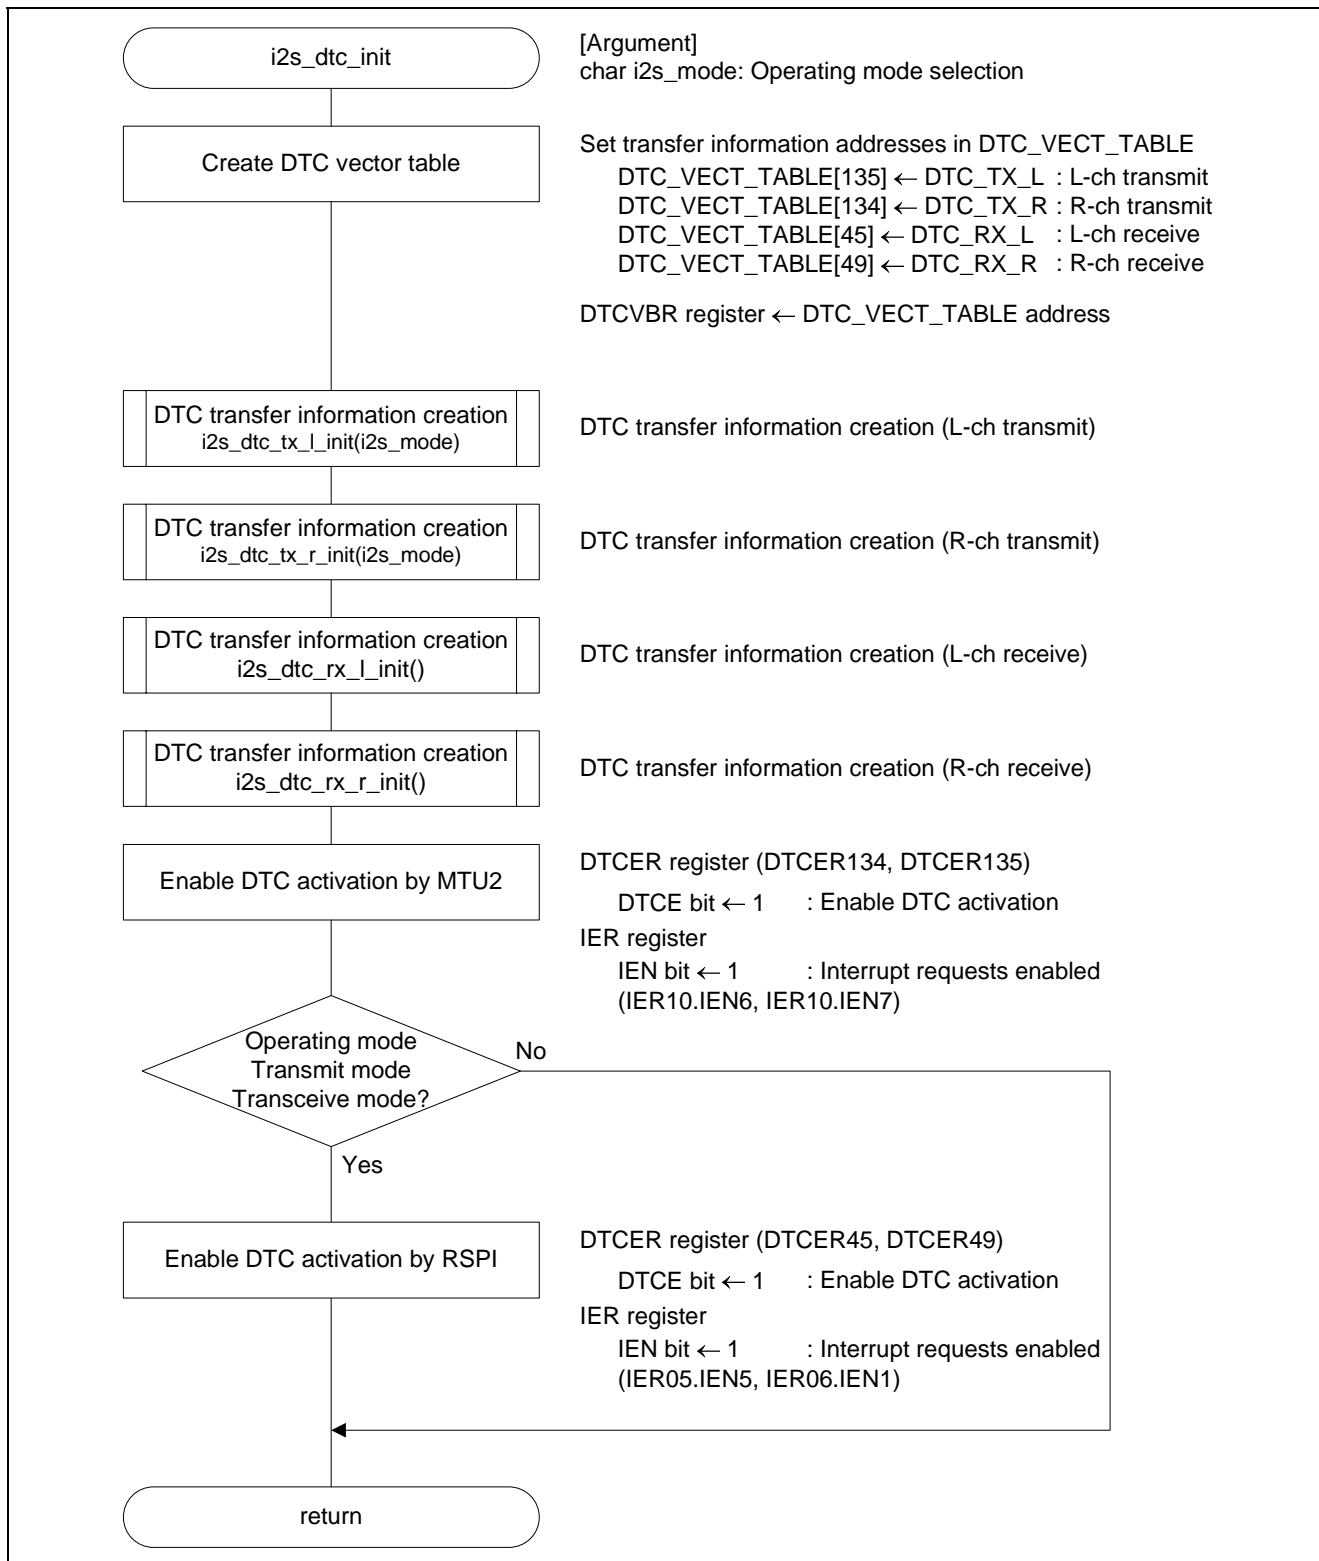 i2s_dtc_init
[Argument]
char i2s_mode: Operating mode selection
Create DTC vector table
Set transfer information addresses in DTC_VECT_TABLE
DTC_VECT_TABLE[135] ← DTC_TX_L : L-ch transmit
DTC_VECT_TABLE[134] ← DTC_TX_R : R-ch transmit
DTC_VECT_TABLE[45] ← DTC_RX_L : L-ch receive
DTC_VECT_TABLE[49] ← DTC_RX_R : R-ch receive
DTCVBR register ← DTC_VECT_TABLE address
DTC transfer information creation
i2s_dtc_tx_l_init(i2s_mode)
DTC transfer information creation (L-ch transmit)
DTC transfer information creation
i2s_dtc_tx_r_init(i2s_mode)
DTC transfer information creation (R-ch transmit)
DTC transfer information creation
i2s_dtc_rx_l_init()
DTC transfer information creation (L-ch receive)
DTC transfer information creation
i2s_dtc_rx_r_init()
DTC transfer information creation (R-ch receive)
Enable DTC activation by MTU2
DTCER register (DTCER134, DTCER135)
DTCE bit ← 1 : Enable DTC activation
IER register
IEN bit ← 1 : Interrupt requests enabled
(IER10.IEN6, IER10.IEN7)
Operating mode
Transmit mode
Transceive mode?
No
Yes
Enable DTC activation by RSPI
DTCER register (DTCER45, DTCER49)
DTCE bit ← 1 : Enable DTC activation
IER register
IEN bit ← 1 : Interrupt requests enabled
(IER05.IEN5, IER06.IEN1)
return